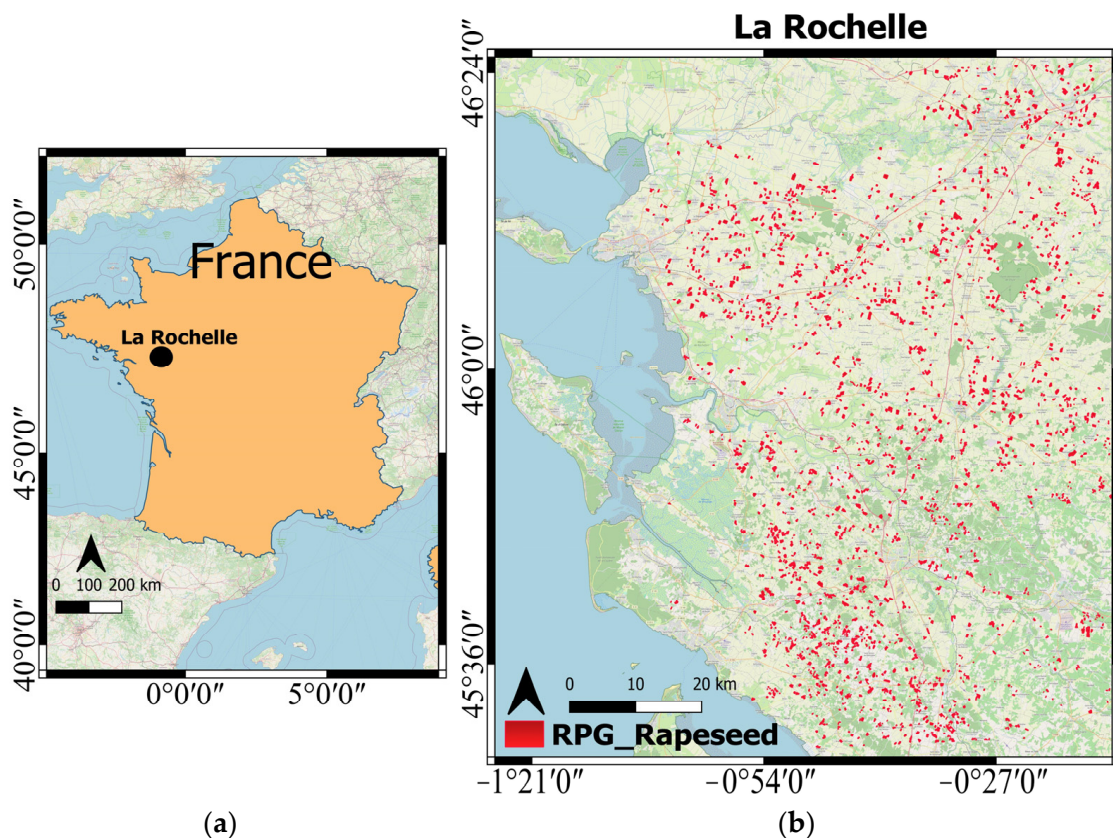 La Rochelle
46°24′0″
46°0′0″
45°36′0″
50°0′0″
45°0′0″
40°0′0″
France
La Rochelle
0 100 200 km
0°0′0″ 5°0′0″
0 10 20 km
RPG_Rapeseed
−1°21′0″ −0°54′0″ −0°27′0″
(a) (b)